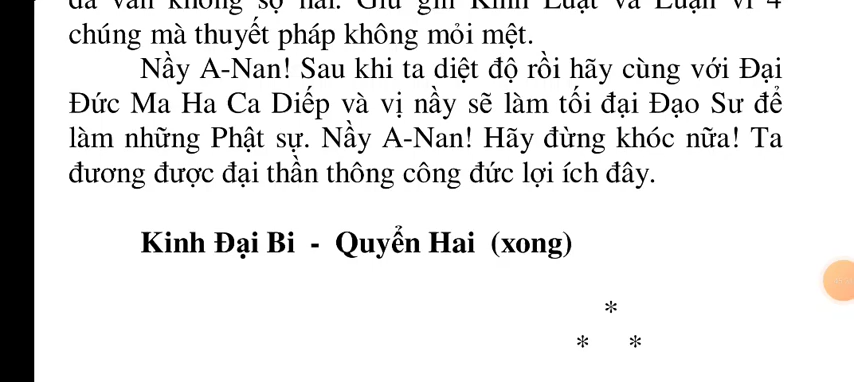 chúng mà thuyết pháp không mỏi mệt.
Nầy A-Nan! Sau khi ta diệt độ rồi hãy cùng với Đại
Đức Ma Ha Ca Diếp và vị nầy sẽ làm tối đại Đạo Sư để
làm những Phật sự. Nầy A-Nan! Hãy đừng khóc nữa! Ta
đương được đại thần thông công đức lợi ích đây.
Kinh Đại Bi - Quyển Hai (xong)
*
* *